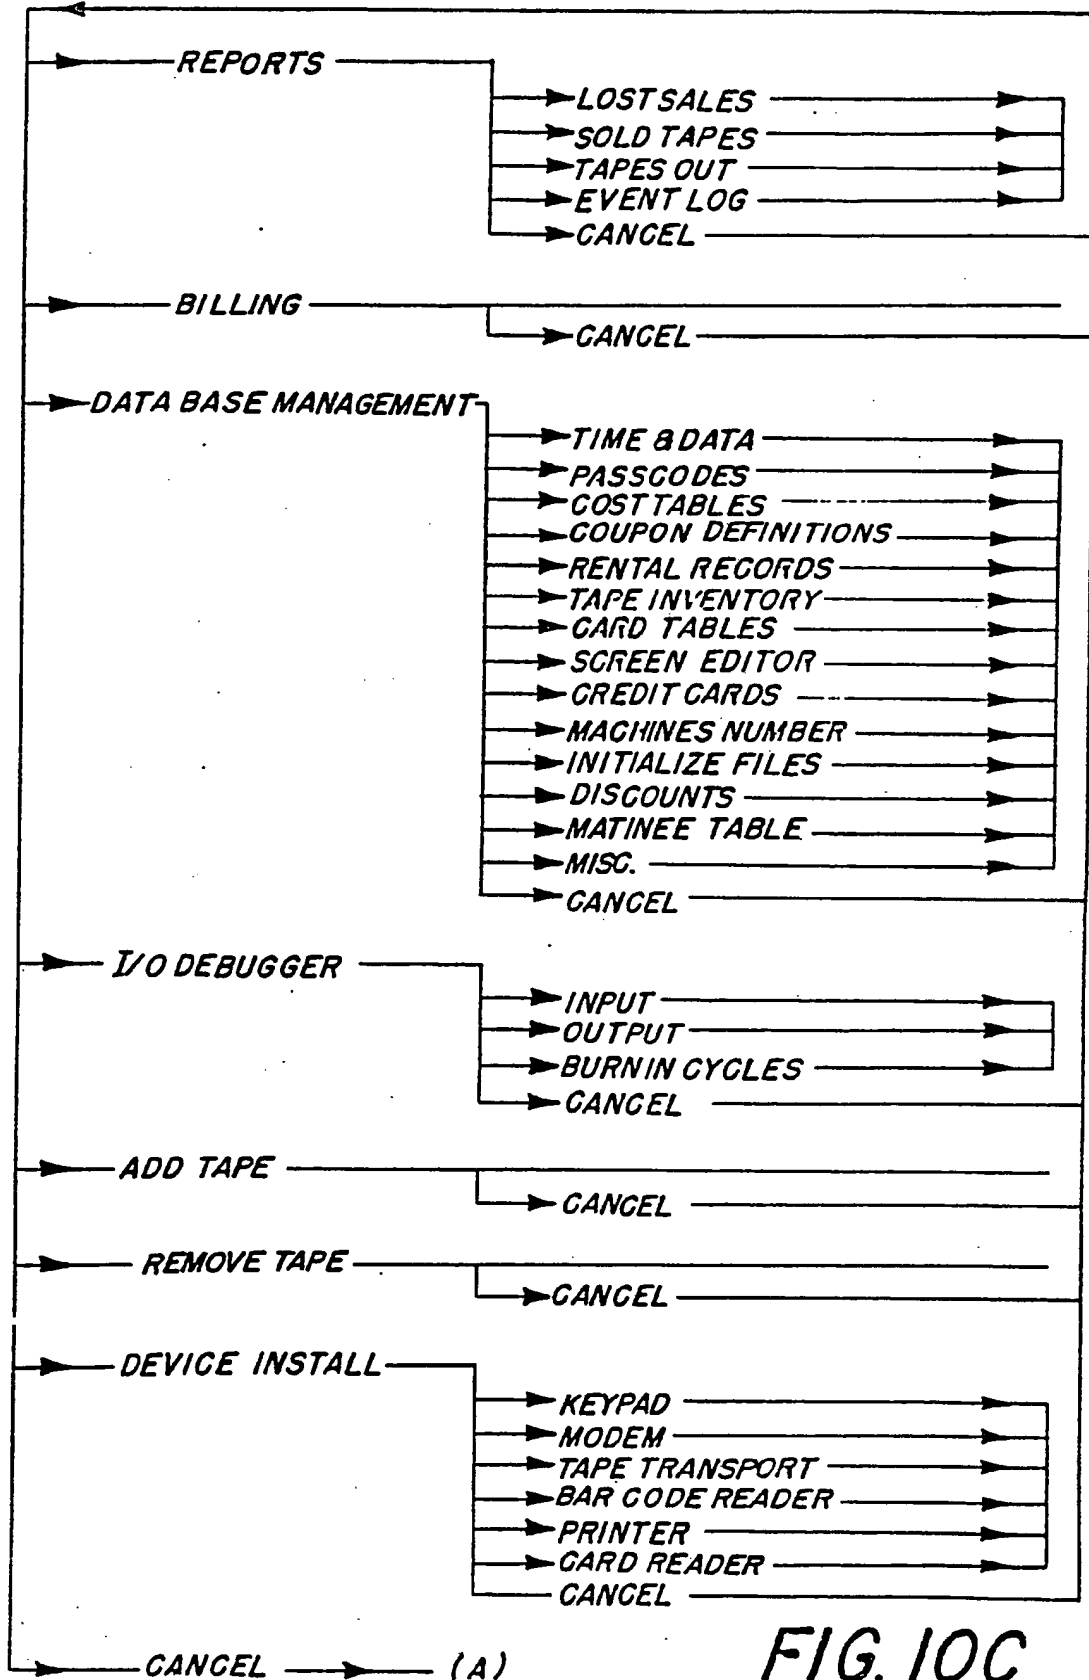 REPORTS
LOST SALES
SOLD TAPES
TAPES OUT
EVENT LOG
CANCEL
BILLING
CANCEL
DATA BASE MANAGEMENT
TIME & DATA
PASSCODES
COST TABLES
COUPON DEFINITIONS
RENTAL RECORDS
TAPE INVENTORY
CARD TABLES
SCREEN EDITOR
CREDIT CARDS
MACHINES NUMBER
INITIALIZE FILES
DISCOUNTS
MATINEE TABLE
MISC.
CANCEL
I/O DEBUGGER
INPUT
OUTPUT
BURN IN CYCLES
CANCEL
ADD TAPE
CANCEL
REMOVE TAPE
CANCEL
DEVICE INSTALL
KEYPAD
MODEM
TAPE TRANSPORT
BAR CODE READER
PRINTER
CARD READER
CANCEL
CANCEL (A)
FIG. 10C